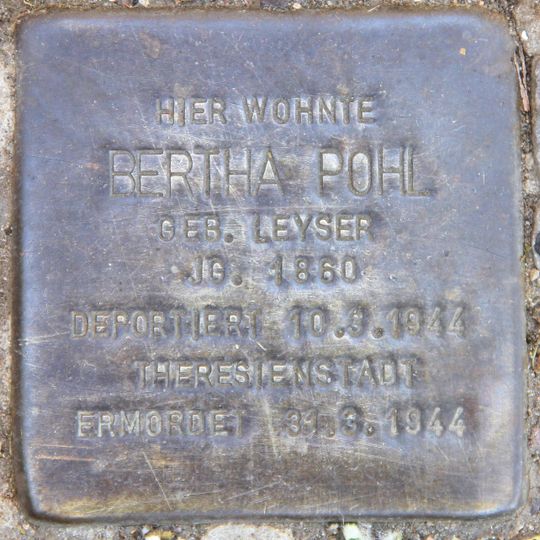 HIER WOHNTE
BERTHA POHL
GEB. LEYSER
JG. 1860
DEPORTIERT 10.3.1944
THERESIENSTADT
ERMORDET 31.3.1944